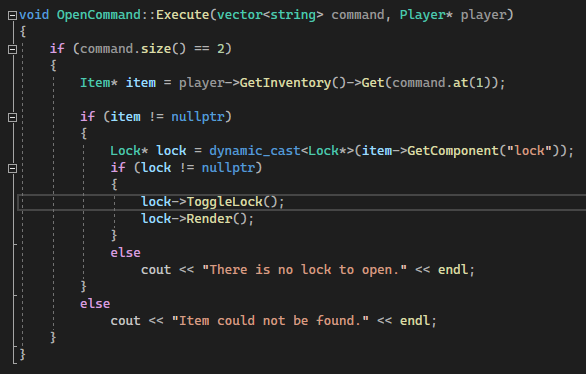 void OpenCommand::Execute(vector<string> command, Player* player)
{
    if (command.size() == 2)
    {
        Item* item = player->GetInventory()->Get(command.at(1));

        if (item != nullptr)
        {
            Lock* lock = dynamic_cast<Lock*>(item->GetComponent("lock"));
            if (lock != nullptr)
            {
                lock->ToggleLock();
                lock->Render();
            }
            else
                cout << "There is no lock to open." << endl;
        }
        else
            cout << "Item could not be found." << endl;
    }
}